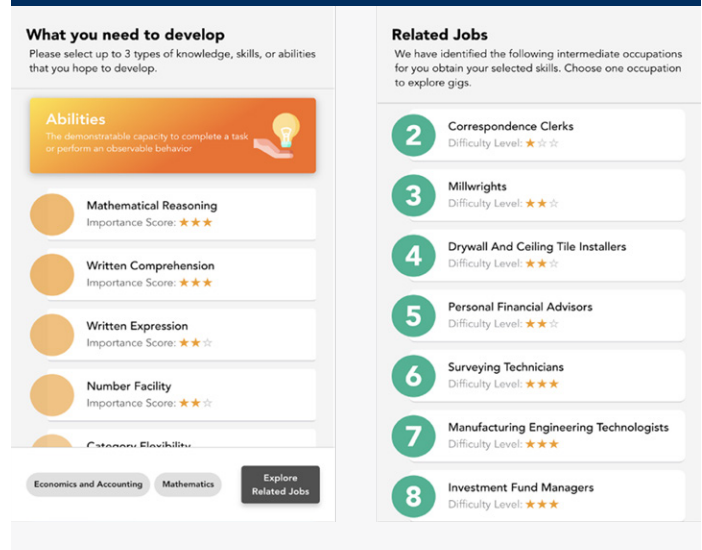 What you need to develop
Please select up to 3 types of knowledge, skills, or abilities
that you hope to develop.
Abilities
The demonstratable capacity to complete a task
or perform an observable behavior
Mathematical Reasoning
Importance Score: ★★★
Written Comprehension
Importance Score: ★★★
Written Expression
Importance Score: ★★☆
Number Facility
Importance Score: ★★☆
Category Flexibility
Economics and Accounting
Mathematics
Explore
Related Jobs
Related Jobs
We have identified the following intermediate occupations
for you obtain your selected skills. Choose one occupation
to explore gigs.
2
Correspondence Clerks
Difficulty Level: ★☆☆
3
Millwrights
Difficulty Level: ★★☆
4
Drywall And Ceiling Tile Installers
Difficulty Level: ★★☆
5
Personal Financial Advisors
Difficulty Level: ★★☆
6
Surveying Technicians
Difficulty Level: ★★★
7
Manufacturing Engineering Technologists
Difficulty Level: ★★★
8
Investment Fund Managers
Difficulty Level: ★★★